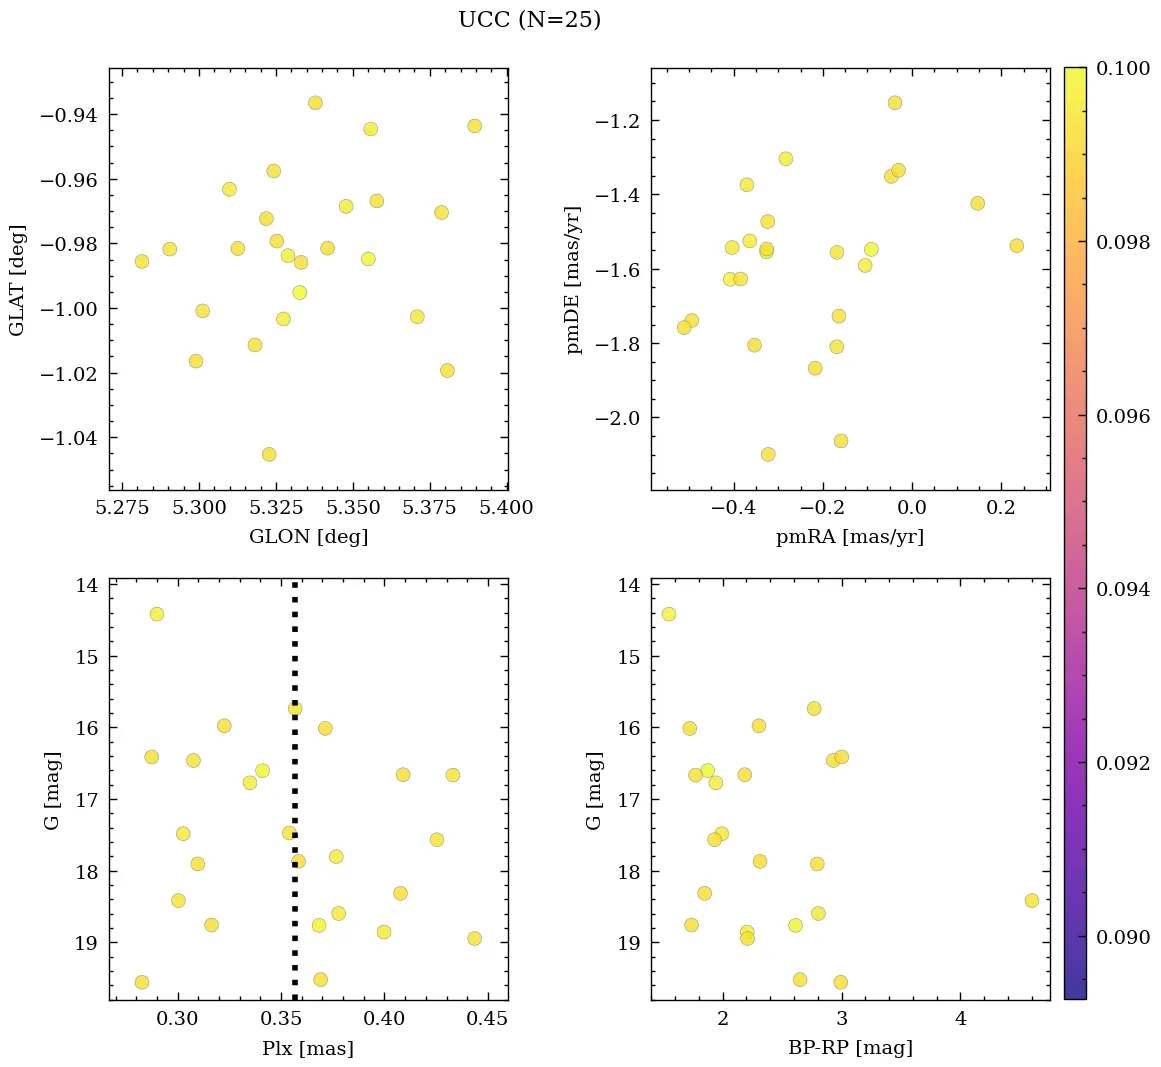 UCC (N=25)
−0.94
−0.96
−0.98
−1.00
−1.02
−1.04
GLAT [deg]
5.275 5.300 5.325 5.350 5.375 5.400
GLON [deg]
−1.2
−1.4
−1.6
−1.8
−2.0
pmDE [mas/yr]
−0.4 −0.2 0.0 0.2
pmRA [mas/yr]
14
15
16
17
18
19
G [mag]
0.30 0.35 0.40 0.45
Plx [mas]
14
15
16
17
18
19
G [mag]
2 3 4
BP-RP [mag]
0.100
0.098
0.096
0.094
0.092
0.090